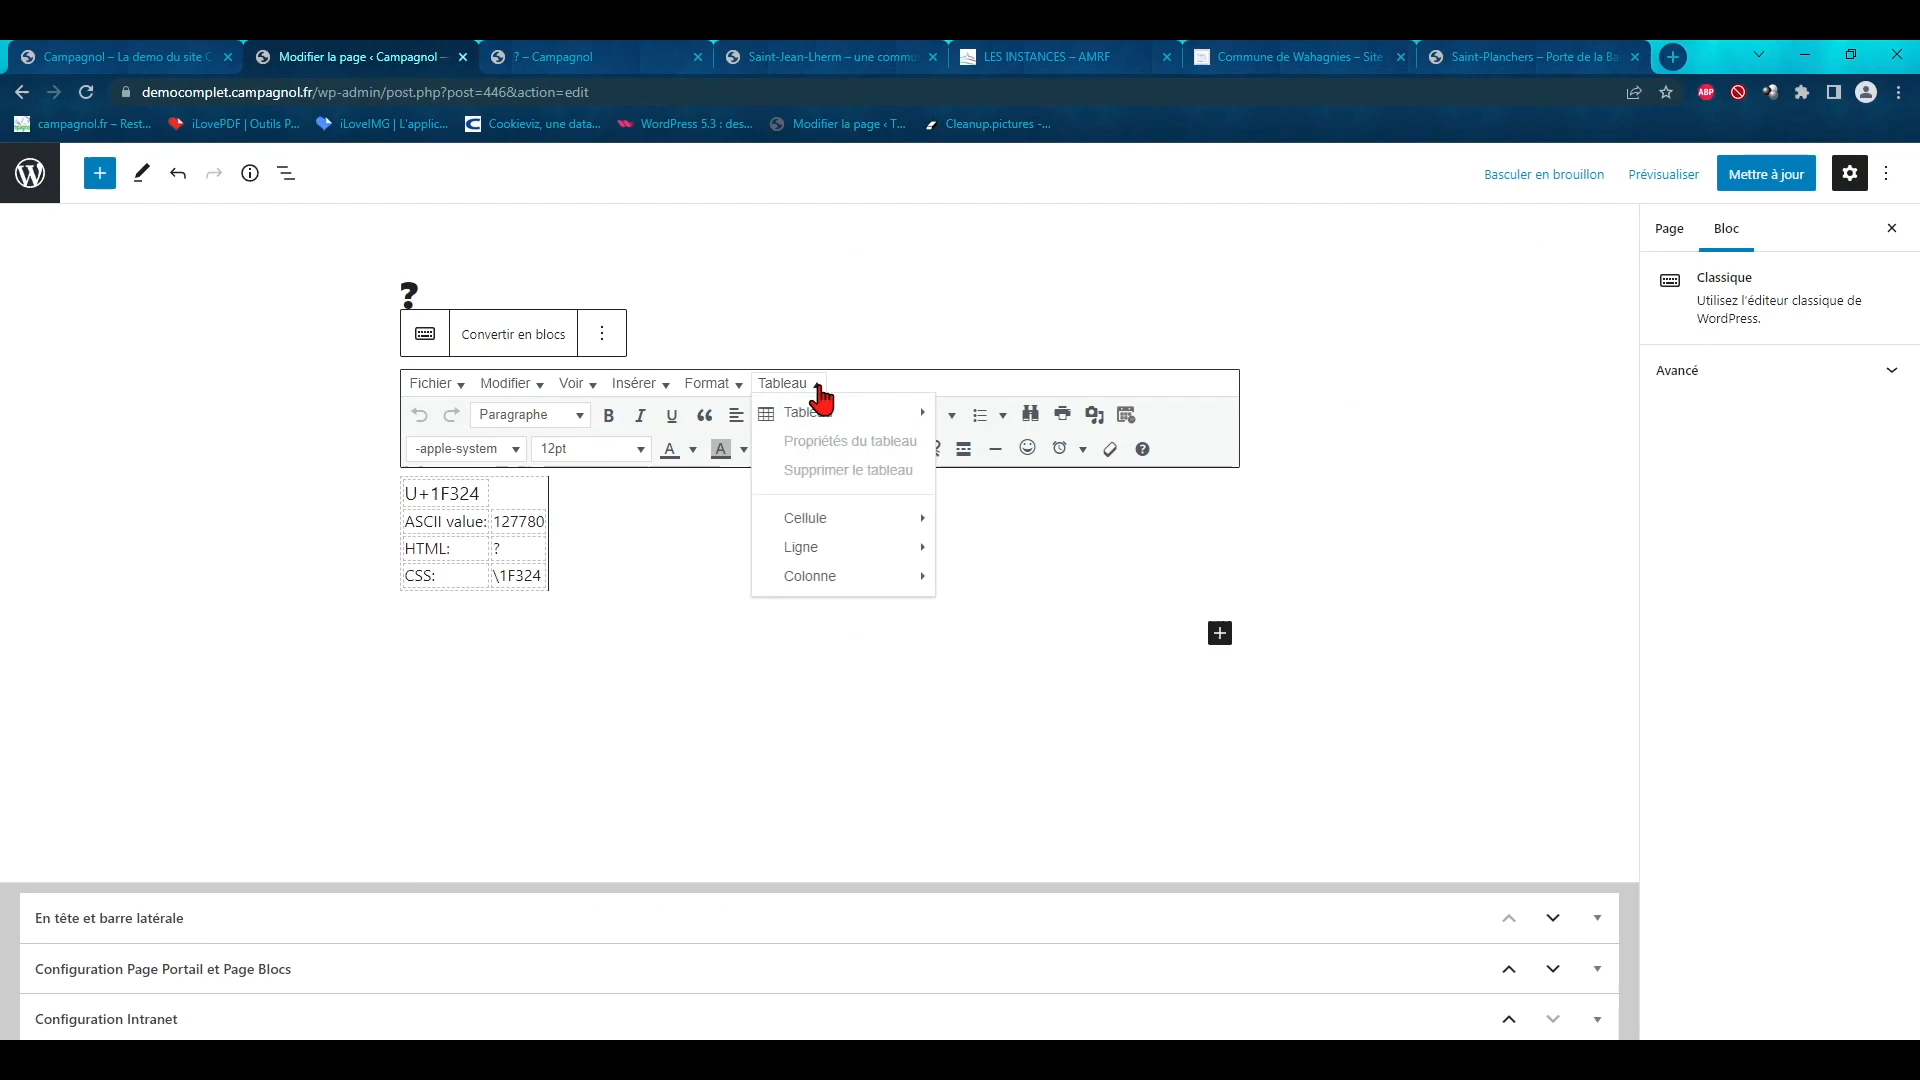 Campagnol – La demo du site C
Modifier la page ‹ Campagnol —
? – Campagnol
Saint-Jean-Lherm – une commu
LES INSTANCES – AMRF
Commune de Wahagnies – Site
Saint-Planchers – Porte de la Ba
democomplet.campagnol.fr/wp-admin/post.php?post=446&action=edit
ABP
campagnol.fr – Rest...
iLovePDF | Outils P...
iLoveIMG | L'applic...
Cookieviz, une data...
WordPress 5.3 : des...
Modifier la page ‹ T...
Cleanup.pictures -...
Basculer en brouillon
Prévisualiser
Mettre à jour
Page
Bloc
Classique
Utilisez l'éditeur classique de
WordPress.
Avancé
?
Convertir en blocs
Fichier
Modifier
Voir
Insérer
Format
Tableau
Paragraphe
B
I
U
-apple-system
12pt
A
A
Propriétés du tableau
Supprimer le tableau
Cellule
Ligne
Colonne
U+1F324
ASCII value: 127780
HTML: ?
CSS: \1F324
En tête et barre latérale
Configuration Page Portail et Page Blocs
Configuration Intranet